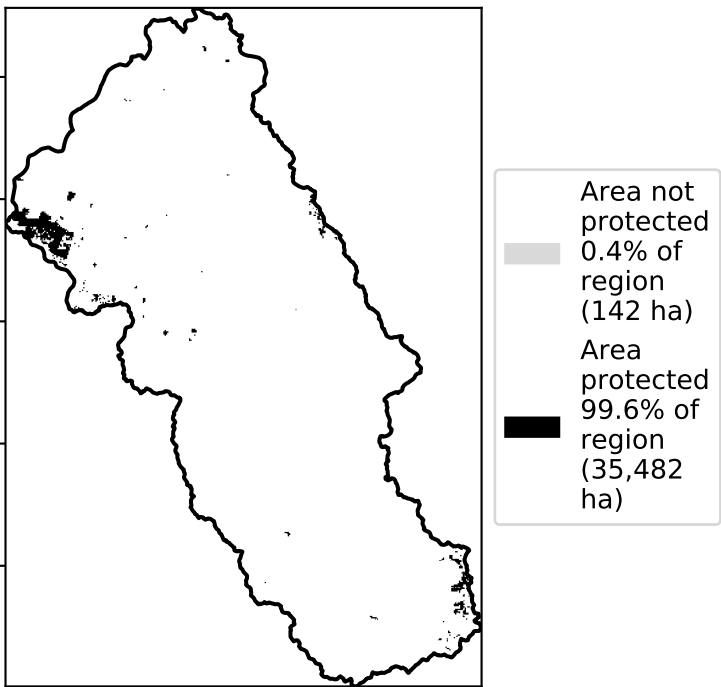 Area not
protected
0.4% of
region
(142 ha)
Area
protected
99.6% of
region
(35,482
ha)